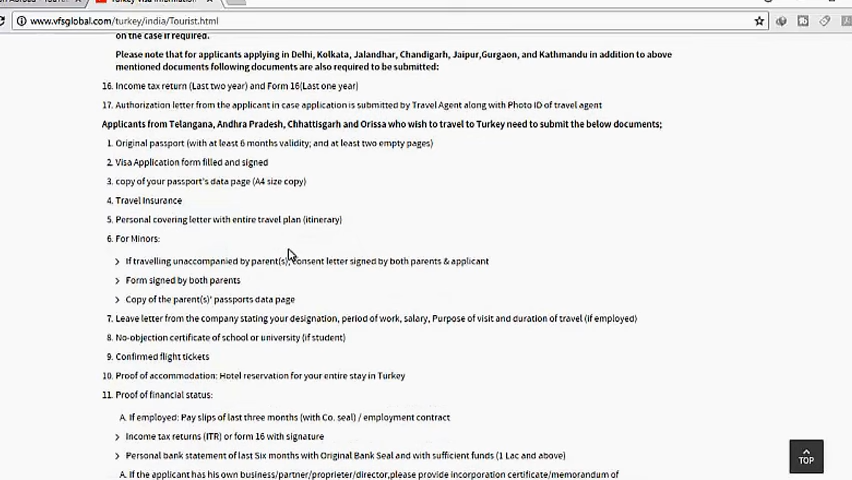 www.vfsglobal.com/turkey/india/Tourist.html
on the case if required.
Please note that for applicants applying in Delhi, Kolkata, Jalandhar, Chandigarh, Jaipur,Gurgaon, and Kathmandu in addition to above
mentioned documents following documents are also required to be submitted:
16. Income tax return (Last two year) and Form 16(Last one year)
17. Authorization letter from the applicant in case application is submitted by Travel Agent along with Photo ID of travel agent
Applicants from Telangana, Andhra Pradesh, Chhattisgarh and Orissa who wish to travel to Turkey need to submit the below documents;
1. Original passport (with at least 6 months validity; and at least two empty pages)
2. Visa Application form filled and signed
3. copy of your passport's data page (A4 size copy)
4. Travel Insurance
5. Personal covering letter with entire travel plan (itinerary)
6. For Minors:
If travelling unaccompanied by parent(s), consent letter signed by both parents & applicant
Form signed by both parents
Copy of the parent(s)' passports data page
7. Leave letter from the company stating your designation, period of work, salary, Purpose of visit and duration of travel (if employed)
8. No-objection certificate of school or university (if student)
9. Confirmed flight tickets
10. Proof of accommodation: Hotel reservation for your entire stay in Turkey
11. Proof of financial status:
A. If employed: Pay slips of last three months (with Co. seal) / employment contract
Income tax returns (ITR) or form 16 with signature
Personal bank statement of last Six months with Original Bank Seal and with sufficient funds (1 Lac and above)
A. If the applicant has his own business/partner/proprieter/director,please provide incorporation certificate/memorandum of
TOP